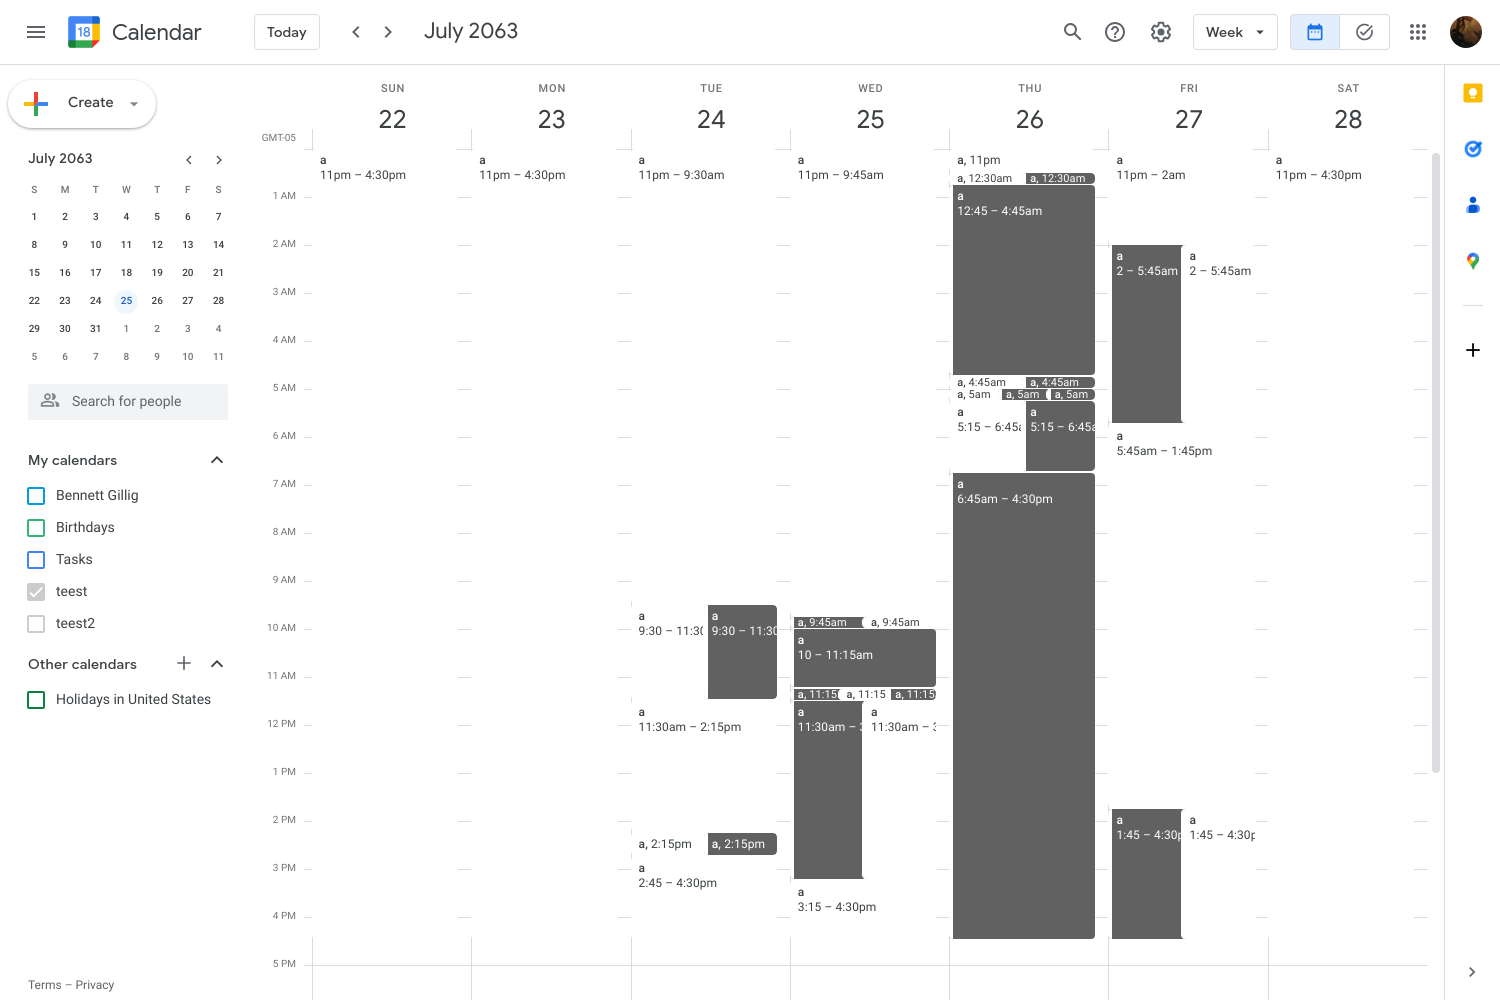 18 Calendar
Today
July 2063
Week
Create
July 2063
S M T W T F S
1 2 3 4 5 6 7
8 9 10 11 12 13 14
15 16 17 18 19 20 21
22 23 24 25 26 27 28
29 30 31 1 2 3 4
5 6 7 8 9 10 11
Search for people
My calendars
Bennett Gillig
Birthdays
Tasks
teest
teest2
Other calendars
Holidays in United States
Terms – Privacy
GMT-05
SUN
22
MON
23
TUE
24
WED
25
THU
26
FRI
27
SAT
28
1 AM
2 AM
3 AM
4 AM
5 AM
6 AM
7 AM
8 AM
9 AM
10 AM
11 AM
12 PM
1 PM
2 PM
3 PM
4 PM
5 PM
a
11pm – 4:30pm
a
11pm – 4:30pm
a
11pm – 9:30am
a
9:30 – 11:30
a
9:30 – 11:30
a
11:30am – 2:15pm
a, 2:15pm
a, 2:15pm
a
2:45 – 4:30pm
a
11pm – 9:45am
a, 9:45am
a, 9:45am
a
10 – 11:15am
a, 11:15
a, 11:15
a, 11:15
a
11:30am – 3
a
11:30am – 3
a
3:15 – 4:30pm
a, 11pm
a, 12:30am
a, 12:30am
a
12:45 – 4:45am
a, 4:45am
a, 4:45am
a, 5am
a, 5am
a, 5am
a
5:15 – 6:45a
a
5:15 – 6:45a
a
6:45am – 4:30pm
a
11pm – 2am
a
2 – 5:45am
a
2 – 5:45am
a
5:45am – 1:45pm
a
1:45 – 4:30p
a
1:45 – 4:30p
a
11pm – 4:30pm